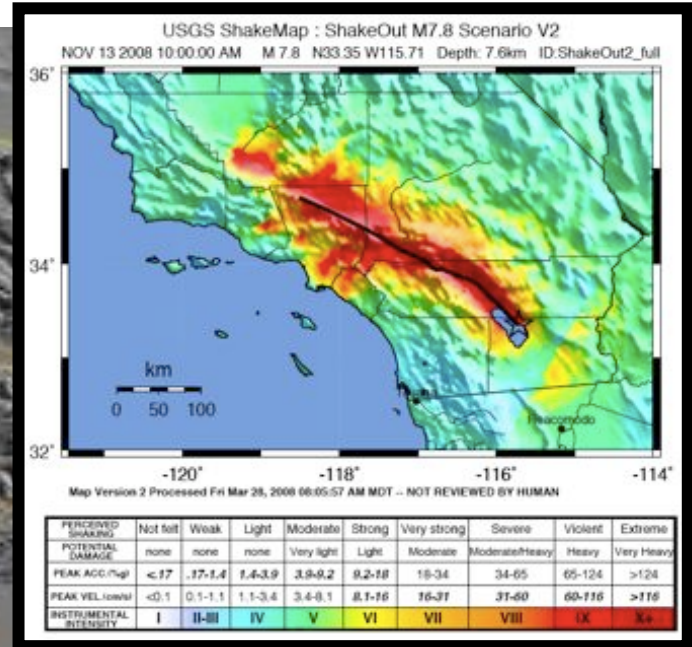 USGS ShakeMap : ShakeOut M7.8 Scenario V2
NOV 13 2008 10:00:00 AM M 7.8 N33.35 W115.71 Depth: 7.6km ID:ShakeOut2_full
36°
34°
32°
km
0 50 100
-120° -118° -116° -114°
Map Version 2 Processed Fri Mar 28, 2008 08:05:57 AM MDT -- NOT REVIEWED BY HUMAN
PERCEIVED SHAKING Not felt Weak Light Moderate Strong Very strong Severe Violent Extreme
POTENTIAL DAMAGE none none none Very light Light Moderate Moderate/Heavy Heavy Very Heavy
PEAK ACC.(%g) <.17 .17-1.4 1.4-3.9 3.9-9.2 9.2-18 18-34 34-65 65-124 >124
PEAK VEL.(cm/s) <0.1 0.1-1.1 1.1-3.4 3.4-8.1 8.1-16 16-31 31-60 60-116 >116
INSTRUMENTAL INTENSITY I II-III IV V VI VII VIII IX X+